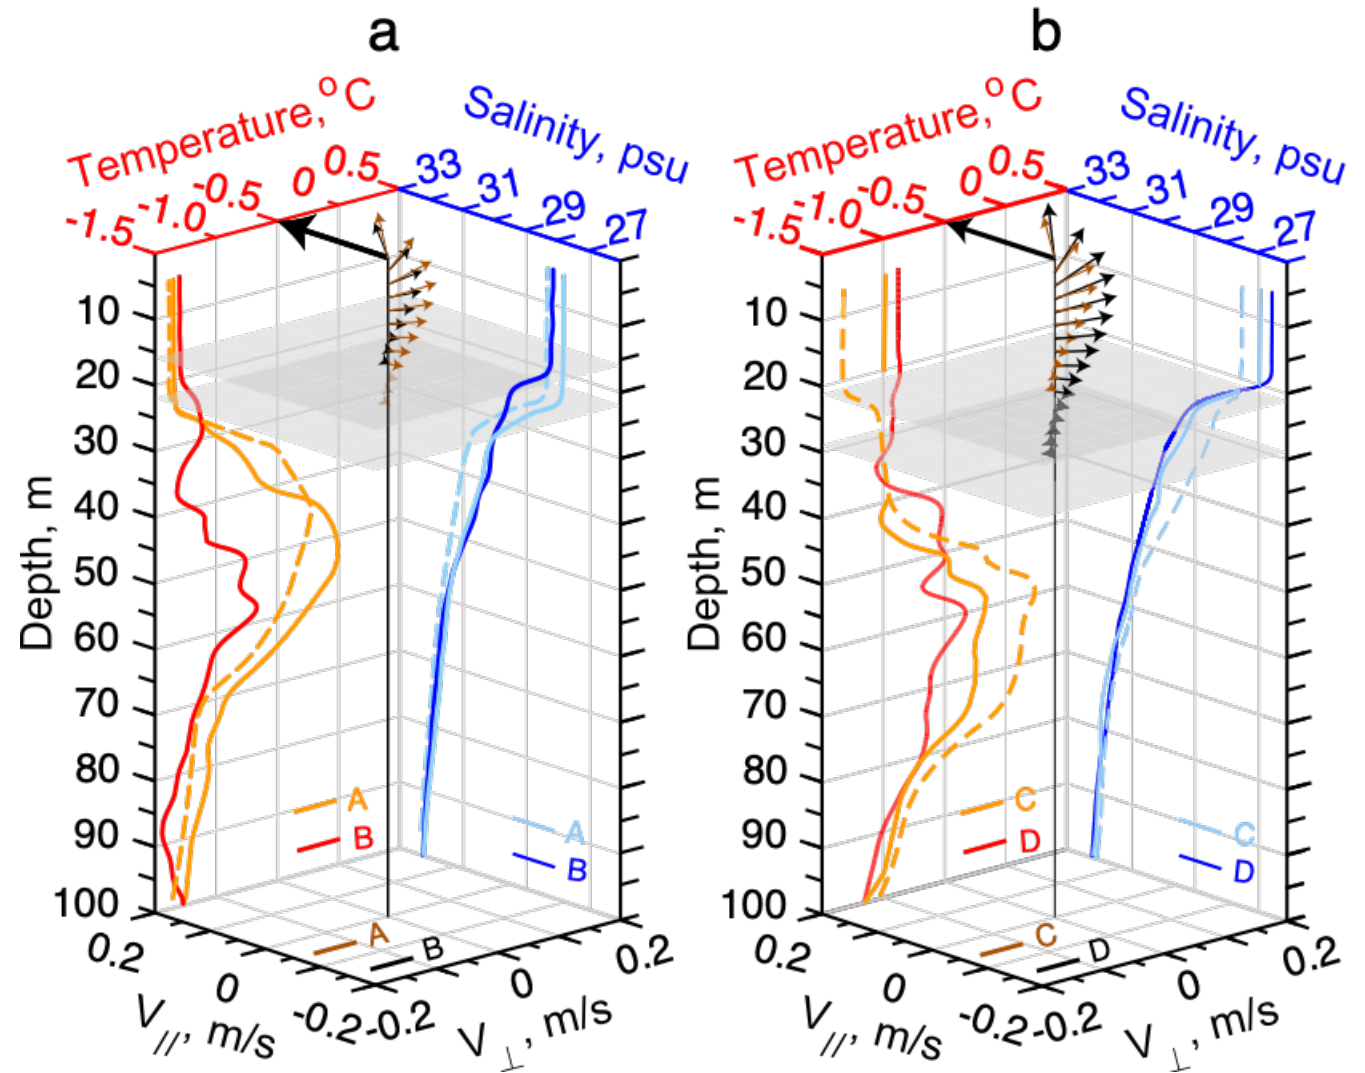 a
b
Temperature, °C
Salinity, psu
-1.5 -1.0 -0.5 0 0.5
33 31 29 27
Temperature, °C
Salinity, psu
-1.5 -1.0 -0.5 0 0.5
33 31 29 27
Depth, m
10
20
30
40
50
60
70
80
90
100
A
B
A
B
A
B
0.2 0 -0.2
-0.2 0 0.2
V//, m/s
V⊥, m/s
Depth, m
10
20
30
40
50
60
70
80
90
100
C
D
C
D
C
D
0.2 0 -0.2
-0.2 0 0.2
V//, m/s
V⊥, m/s